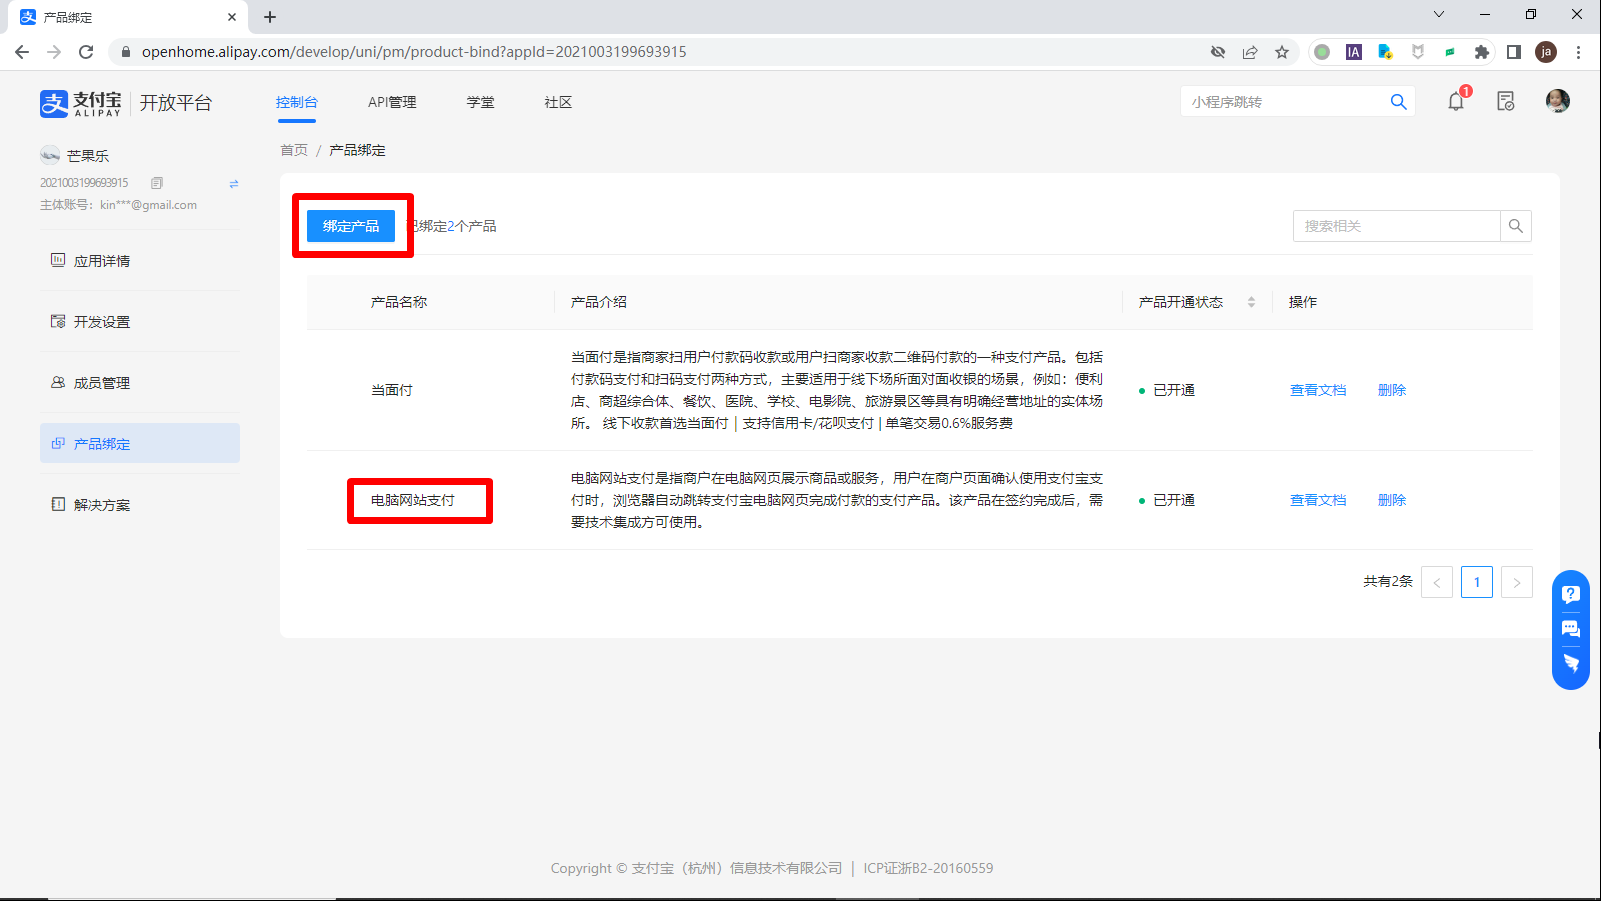 产品绑定
openhome.alipay.com/develop/uni/pm/product-bind?appId=2021003199693915
IA
ja
支 支付宝 ALIPAY 开放平台
控制台
API管理
学堂
社区
小程序跳转
1
芒果乐
2021003199693915
主体账号：kin***@gmail.com
应用详情
开发设置
成员管理
产品绑定
解决方案
首页 / 产品绑定
绑定产品
已绑定2个产品
搜索相关
产品名称
产品介绍
产品开通状态
操作
当面付
当面付是指商家扫用户付款码收款或用户扫商家收款二维码付款的一种支付产品。包括
付款码支付和扫码支付两种方式，主要适用于线下场所面对面收银的场景，例如：便利
店、商超综合体、餐饮、医院、学校、电影院、旅游景区等具有明确经营地址的实体场
所。 线下收款首选当面付 | 支持信用卡/花呗支付 | 单笔交易0.6%服务费
已开通
查看文档
删除
电脑网站支付
电脑网站支付是指商户在电脑网页展示商品或服务，用户在商户页面确认使用支付宝支
付时，浏览器自动跳转支付宝电脑网页完成付款的支付产品。该产品在签约完成后，需
要技术集成方可使用。
已开通
查看文档
删除
共有2条
<
1
>
Copyright © 支付宝（杭州）信息技术有限公司 | ICP证浙B2-20160559